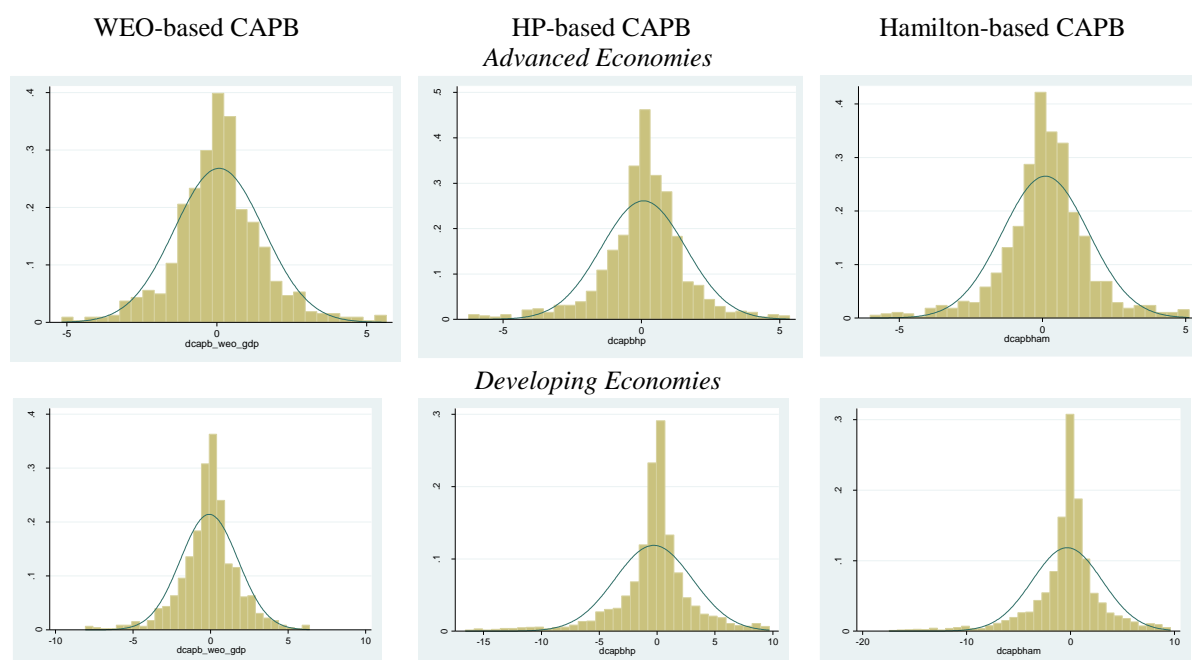 WEO-based CAPB HP-based CAPB Hamilton-based CAPB
Advanced Economies
0 .1 .2 .3 .4
-5 0 5
dcapb_weo_gdp
0 .1 .2 .3 .4 .5
-5 0 5
dcapbhp
0 .1 .2 .3 .4
-5 0 5
dcapbham
Developing Economies
0 .1 .2 .3 .4
-10 -5 0 5 10
dcapb_weo_gdp
0 .1 .2 .3
-15 -10 -5 0 5 10
dcapbhp
0 .1 .2 .3
-20 -10 0 10
dcapbham